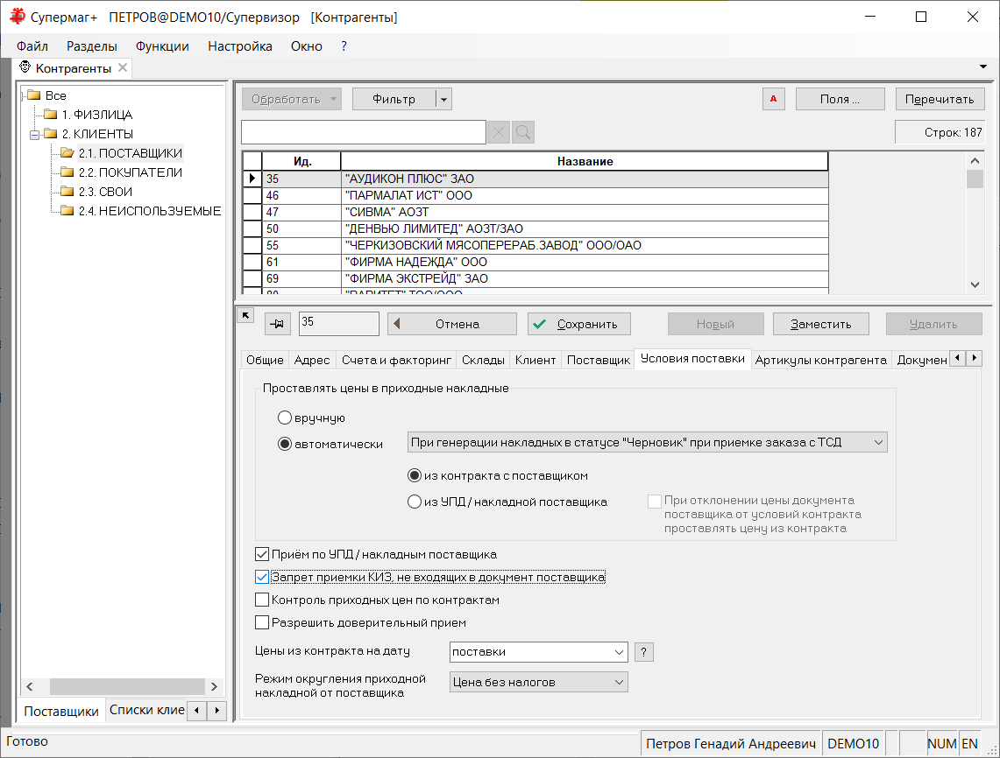 Супермаг+ ПЕТРОВ@DEMO10/Супервизор [Контрагенты]
Файл Разделы Функции Настройка Окно ?
Контрагенты
Все
1. ФИЗЛИЦА
2. КЛИЕНТЫ
2.1. ПОСТАВЩИКИ
2.2. ПОКУПАТЕЛИ
2.3. СВОИ
2.4. НЕИСПОЛЬЗУЕМЫЕ
Поставщики Списки клие
Обработать Фильтр А Поля ... Перечитать
Строк: 187
Ид. Название
35 "АУДИКОН ПЛЮС" ЗАО
46 "ПАРМАЛАТ ИСТ" ООО
47 "СИВМА" АОЗТ
50 "ДЕНВЬЮ ЛИМИТЕД" АОЗТ/ЗАО
55 "ЧЕРКИЗОВСКИЙ МЯСОПЕРЕРАБ.ЗАВОД" ООО/ОАО
61 "ФИРМА НАДЕЖДА" ООО
69 "ФИРМА ЭКСТРЕЙД" ЗАО
80 "ПАРИТЕТ" ТОО/ООО
35 Отмена Сохранить Новый Заместить Удалить
Общие Адрес Счета и факторинг Склады Клиент Поставщик Условия поставки Артикулы контрагента Докумен
Проставлять цены в приходные накладные
вручную
автоматически При генерации накладных в статусе "Черновик" при приемке заказа с ТСД
из контракта с поставщиком
из УПД / накладной поставщика
При отклонении цены документа
поставщика от условий контракта
проставлять цену из контракта
Приём по УПД / накладным поставщика
Запрет приемки КИЗ, не входящих в документ поставщика
Контроль приходных цен по контрактам
Разрешить доверительный прием
Цены из контракта на дату поставки ?
Режим округления приходной
накладной от поставщика
Цена без налогов
Готово Петров Генадий Андреевич DEMO10 NUM EN